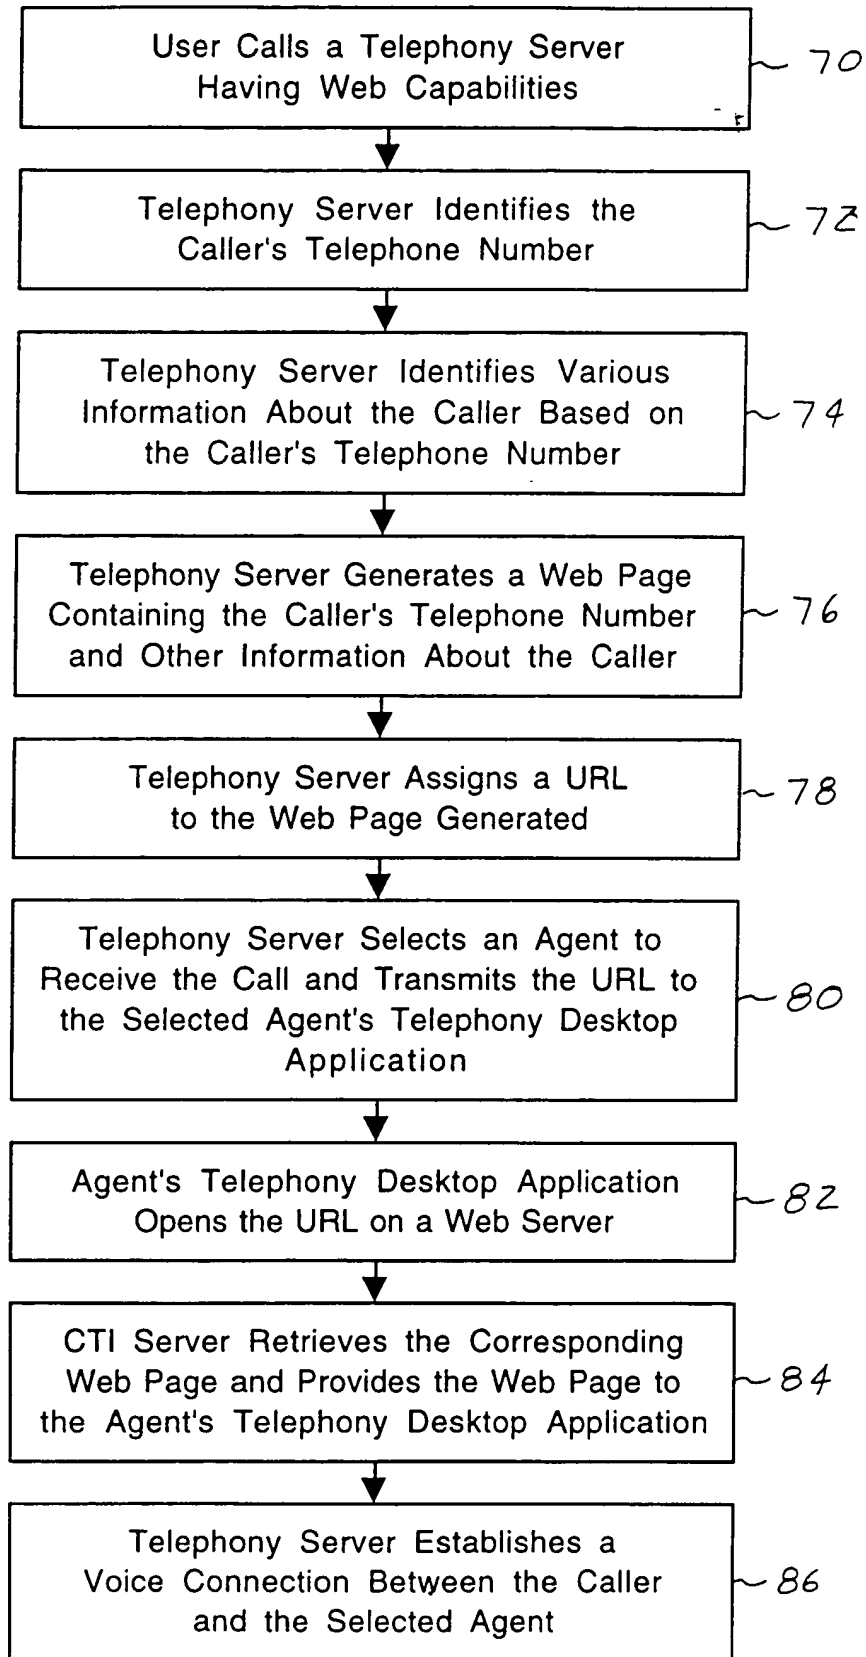 User Calls a Telephony Server
Having Web Capabilities
70
Telephony Server Identifies the
Caller's Telephone Number
72
Telephony Server Identifies Various
Information About the Caller Based on
the Caller's Telephone Number
74
Telephony Server Generates a Web Page
Containing the Caller's Telephone Number
and Other Information About the Caller
76
Telephony Server Assigns a URL
to the Web Page Generated
78
Telephony Server Selects an Agent to
Receive the Call and Transmits the URL to
the Selected Agent's Telephony Desktop
Application
80
Agent's Telephony Desktop Application
Opens the URL on a Web Server
82
CTI Server Retrieves the Corresponding
Web Page and Provides the Web Page to
the Agent's Telephony Desktop Application
84
Telephony Server Establishes a
Voice Connection Between the Caller
and the Selected Agent
86